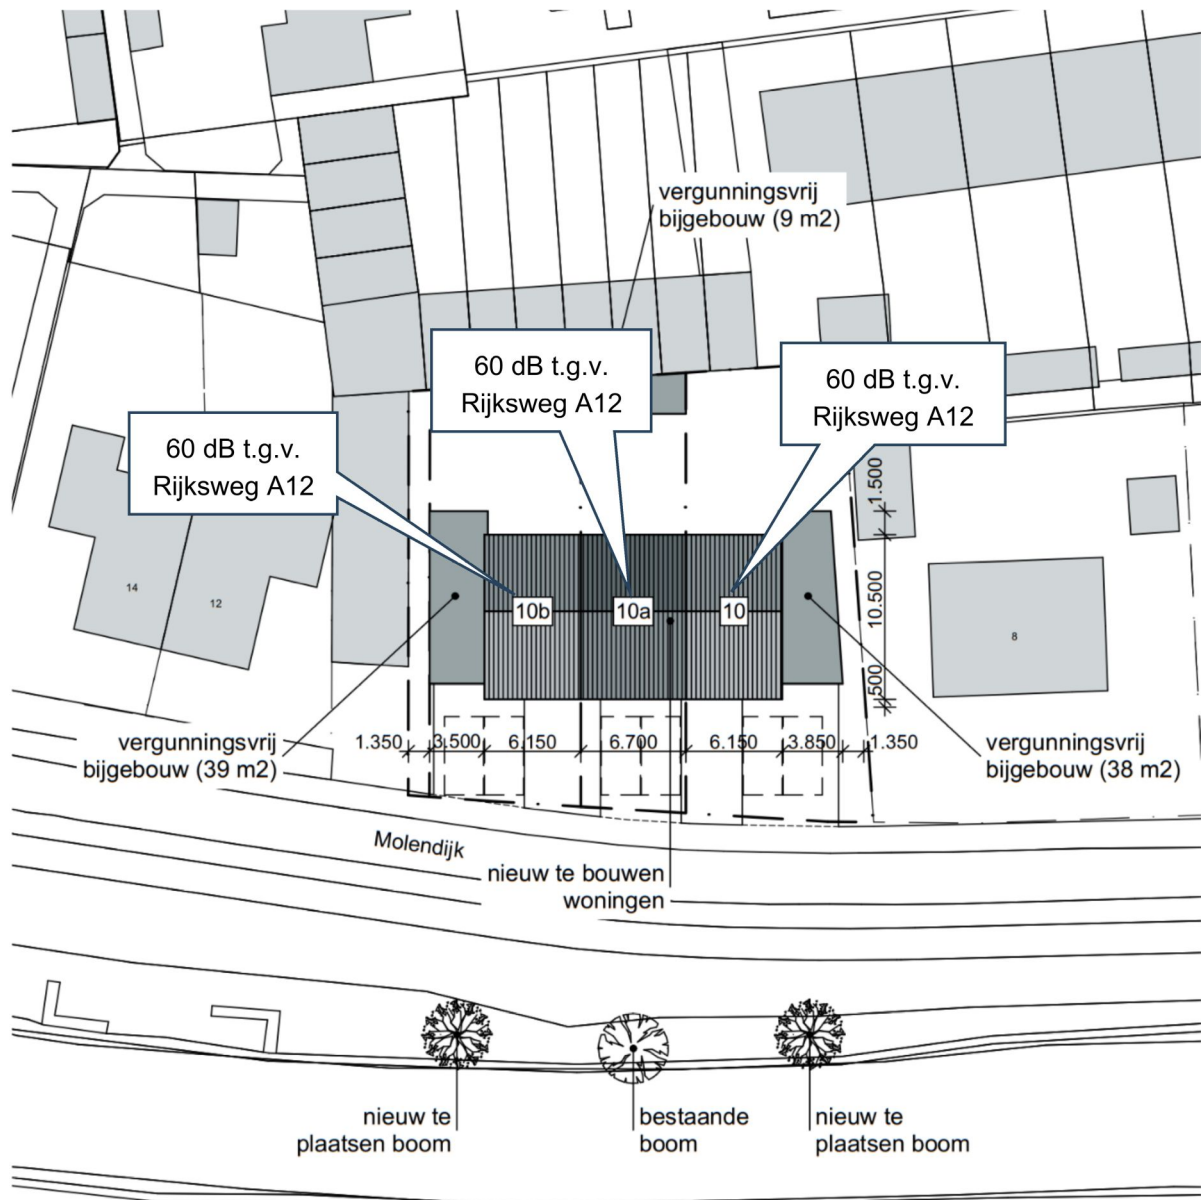 vergunningsvrij
bijgebouw (9 m2)
60 dB t.g.v.
Rijksweg A12
60 dB t.g.v.
Rijksweg A12
60 dB t.g.v.
Rijksweg A12
1.500
10.500
500
14
12
10b
10a
10
8
vergunningsvrij
bijgebouw (39 m2)
1.350 3.500 6.150 6.700 6.150 3.850 1.350
vergunningsvrij
bijgebouw (38 m2)
Molendijk
nieuw te bouwen
woningen
nieuw te
plaatsen boom
bestaande
boom
nieuw te
plaatsen boom